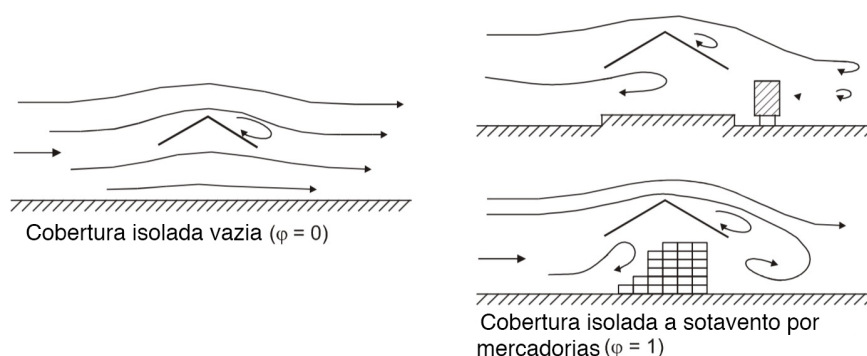 Cobertura isolada vazia (φ = 0)
Cobertura isolada a sotavento por
mercadorias (φ = 1)